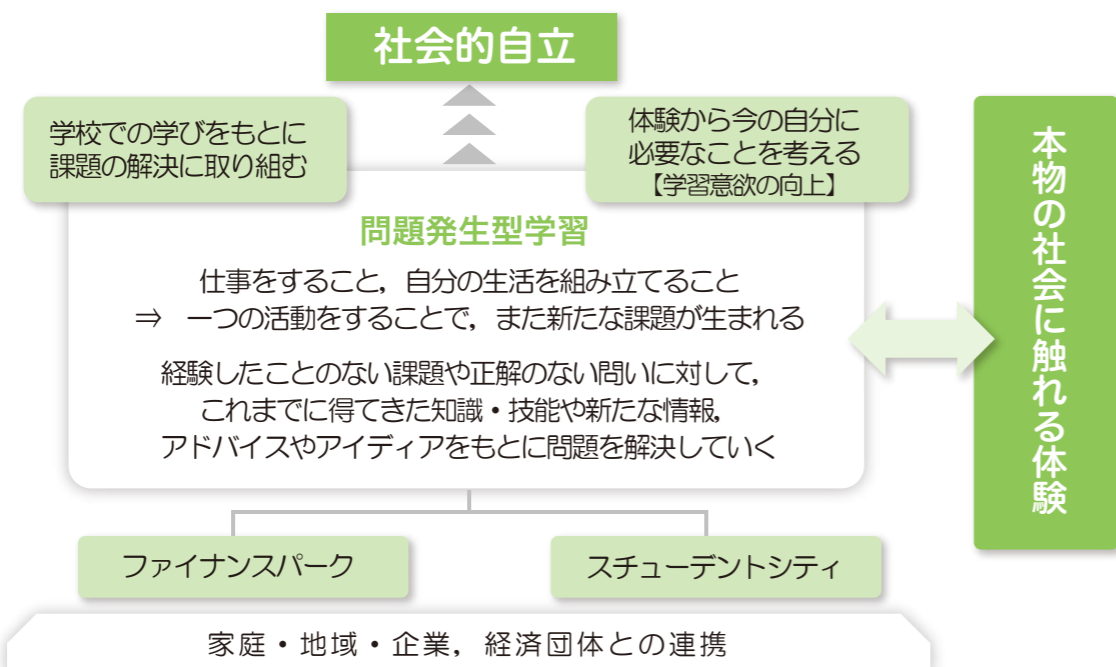 社会的自立
学校での学びをもとに
課題の解決に取り組む
体験から今の自分に
必要なことを考える
【学習意欲の向上】
問題発生型学習
仕事をすること，自分の生活を組み立てること
⇒　一つの活動をすることで，また新たな課題が生まれる
経験したことのない課題や正解のない問いに対して，
これまでに得てきた知識・技能や新たな情報，
アドバイスやアイディアをもとに問題を解決していく
本物の社会に触れる体験
ファイナンスパーク
スチューデントシティ
家庭・地域・企業，経済団体との連携